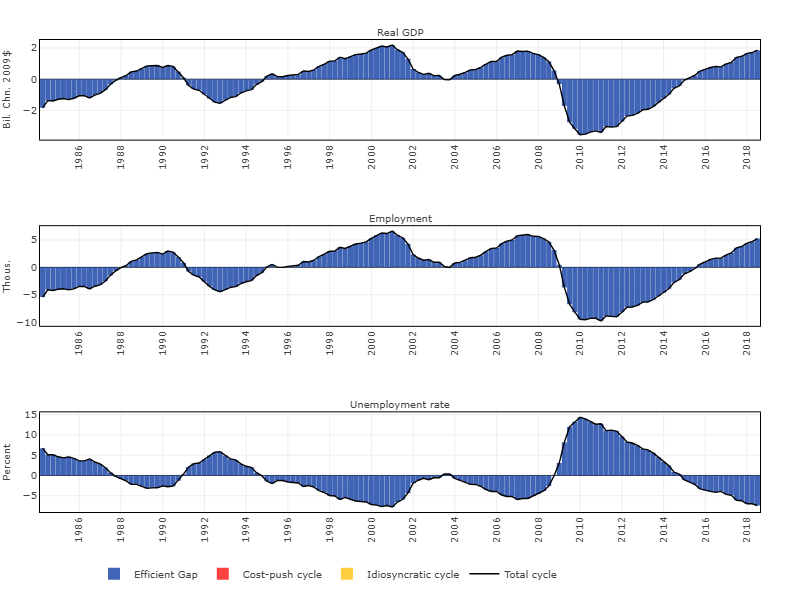 Real GDP
Bil. Chn. 2009$
2
0
−2
1986 1988 1990 1992 1994 1996 1998 2000 2002 2004 2006 2008 2010 2012 2014 2016 2018
Employment
Thous.
5
0
−5
−10
1986 1988 1990 1992 1994 1996 1998 2000 2002 2004 2006 2008 2010 2012 2014 2016 2018
Unemployment rate
Percent
15
10
5
0
−5
1986 1988 1990 1992 1994 1996 1998 2000 2002 2004 2006 2008 2010 2012 2014 2016 2018
Efficient Gap Cost-push cycle Idiosyncratic cycle Total cycle